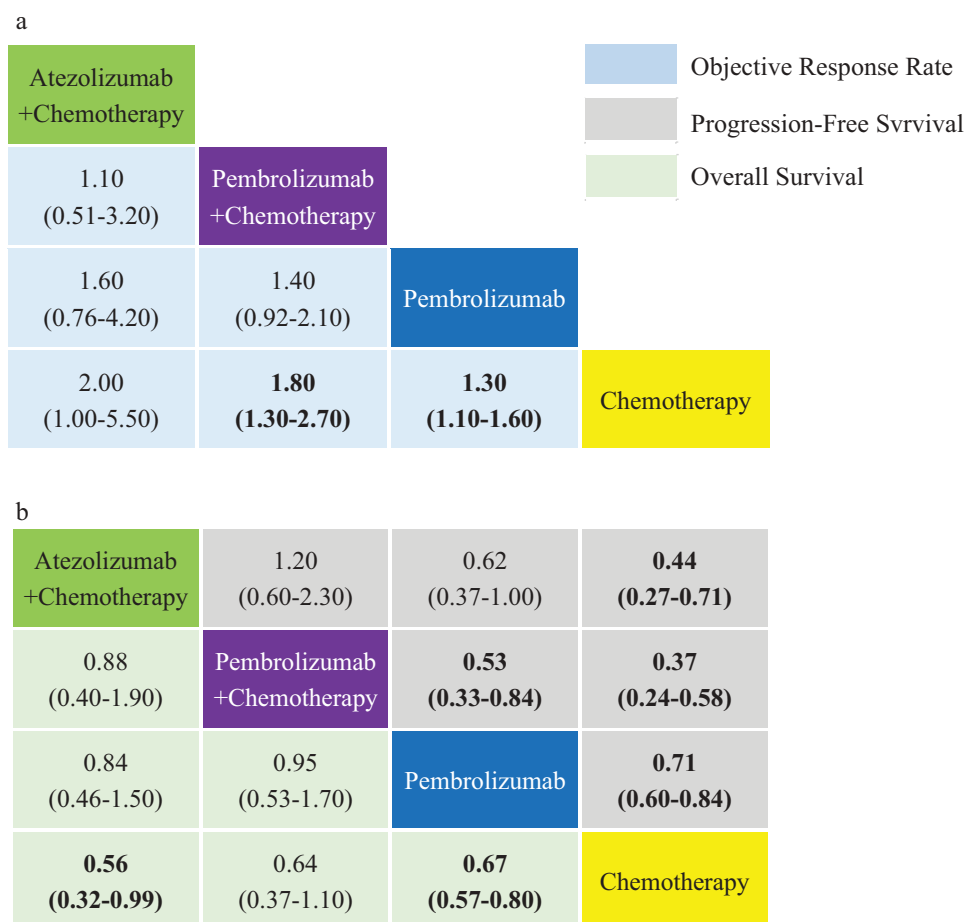 a
Atezolizumab
+Chemotherapy
Objective Response Rate
Progression-Free Svrvival
Overall Survival
1.10
(0.51-3.20)
Pembrolizumab
+Chemotherapy
1.60
(0.76-4.20)
1.40
(0.92-2.10)
Pembrolizumab
2.00
(1.00-5.50)
1.80
(1.30-2.70)
1.30
(1.10-1.60)
Chemotherapy
b
Atezolizumab
+Chemotherapy
1.20
(0.60-2.30)
0.62
(0.37-1.00)
0.44
(0.27-0.71)
0.88
(0.40-1.90)
Pembrolizumab
+Chemotherapy
0.53
(0.33-0.84)
0.37
(0.24-0.58)
0.84
(0.46-1.50)
0.95
(0.53-1.70)
Pembrolizumab
0.71
(0.60-0.84)
0.56
(0.32-0.99)
0.64
(0.37-1.10)
0.67
(0.57-0.80)
Chemotherapy